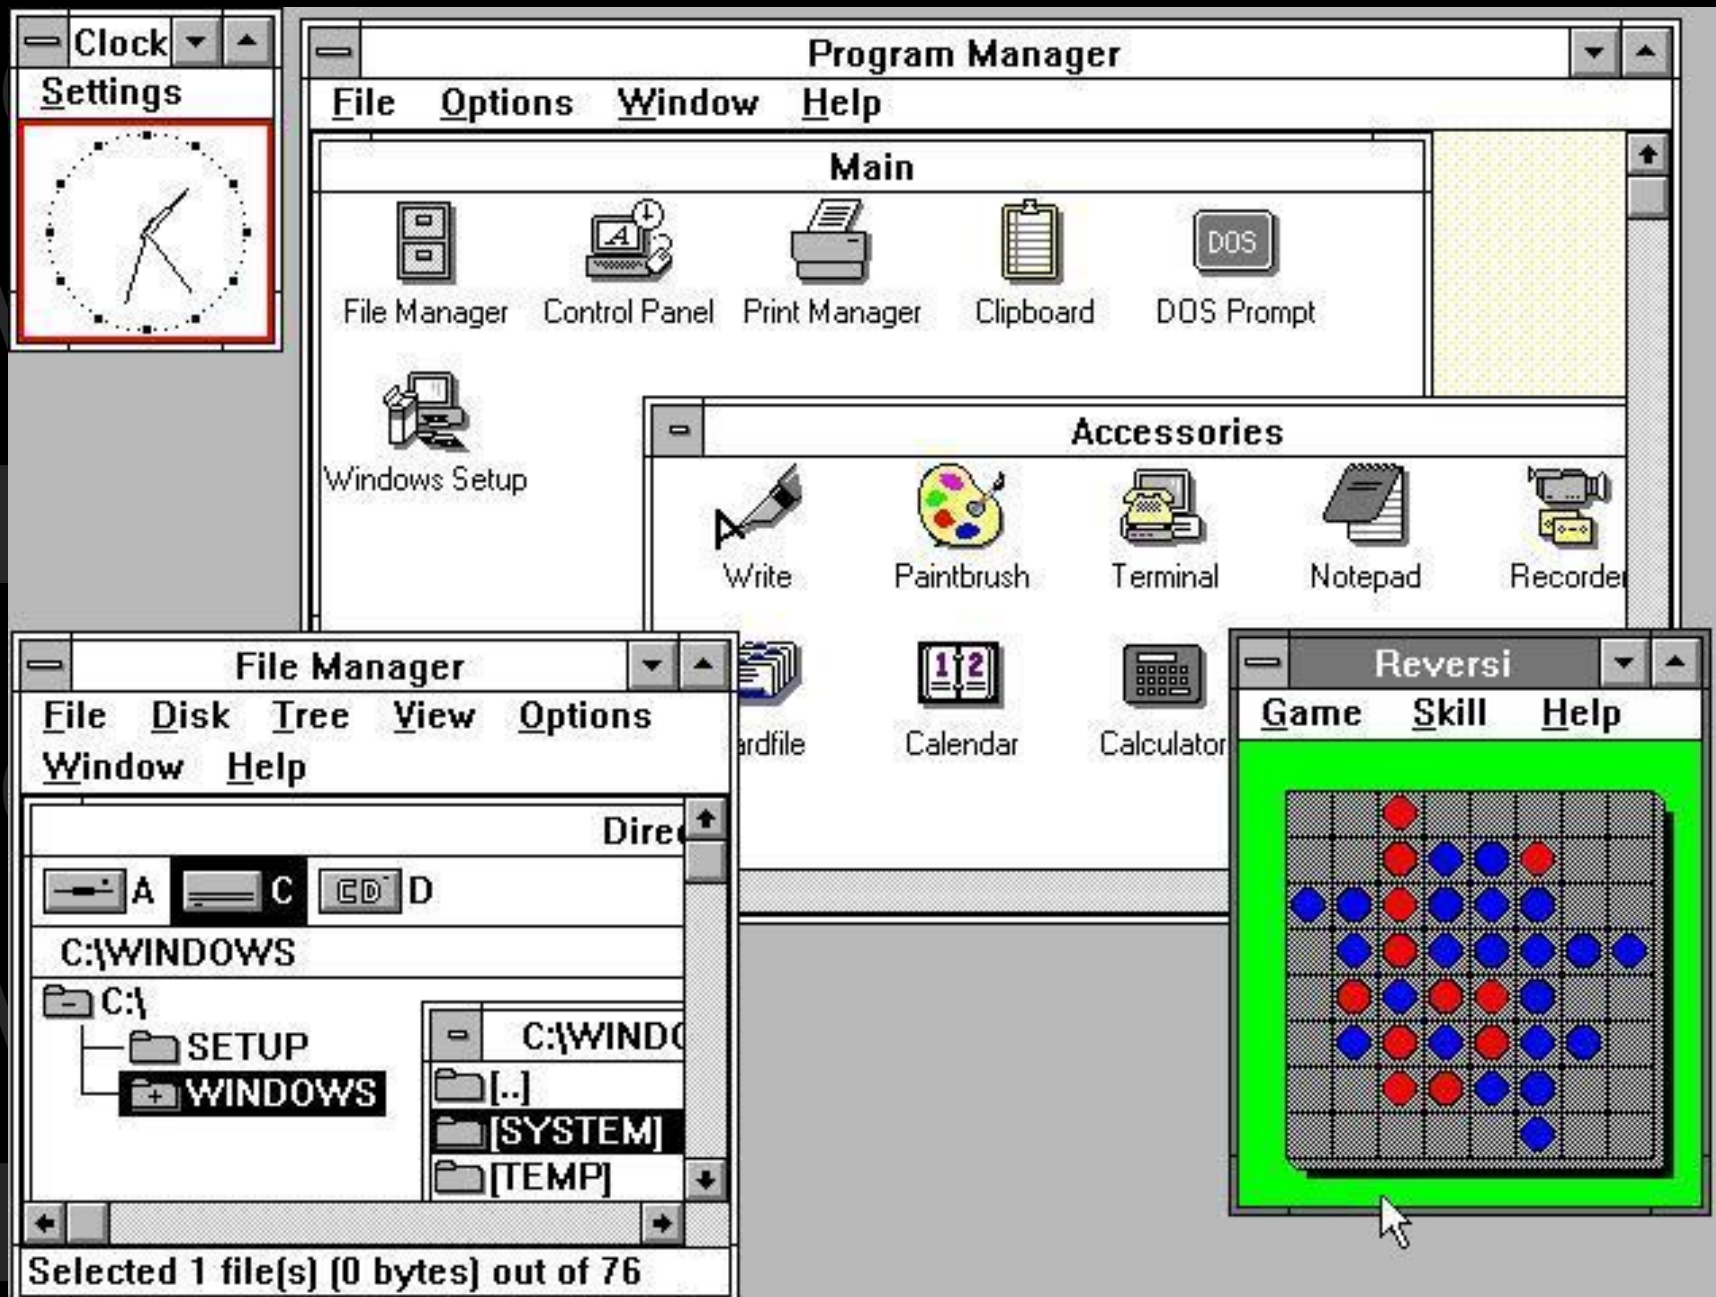 Clock
Settings
Program Manager
File Options Window Help
Main
File Manager Control Panel Print Manager Clipboard DOS Prompt
DOS
Windows Setup
Accessories
Write Paintbrush Terminal Notepad Recorder
ardfile Calendar Calculator
1 2
File Manager
File Disk Tree View Options
Window Help
Direc
A C CD D
C:\WINDOWS
C:\
SETUP
WINDOWS
C:\WINDO
[..]
[SYSTEM]
[TEMP]
Selected 1 file(s) (0 bytes) out of 76
Reversi
Game Skill Help